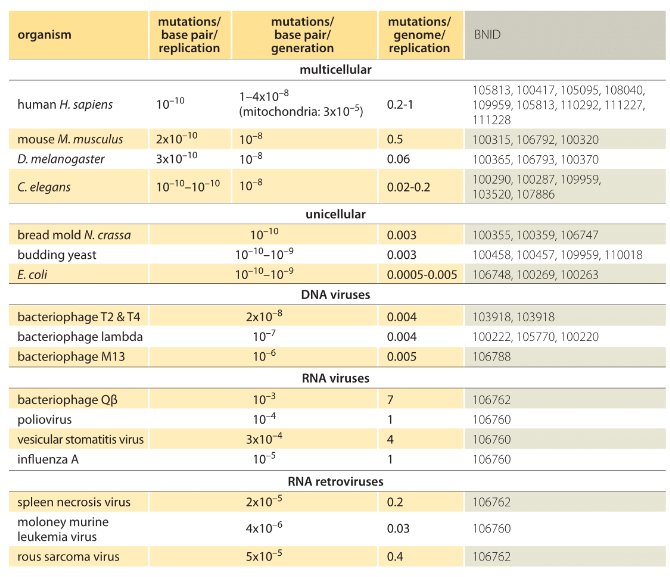 organism mutations/ base pair/ replication mutations/ base pair/ generation mutations/ genome/ replication BNID
multicellular
human H. sapiens 10⁻¹⁰ 1–4x10⁻⁸ (mitochondria: 3x10⁻⁵) 0.2-1 105813, 100417, 105095, 108040, 109959, 105813, 110292, 111227, 111228
mouse M. musculus 2x10⁻¹⁰ 10⁻⁸ 0.5 100315, 106792, 100320
D. melanogaster 3x10⁻¹⁰ 10⁻⁸ 0.06 100365, 106793, 100370
C. elegans 10⁻¹⁰–10⁻¹⁰ 10⁻⁸ 0.02-0.2 100290, 100287, 109959, 103520, 107886
unicellular
bread mold N. crassa 10⁻¹⁰ 0.003 100355, 100359, 106747
budding yeast 10⁻¹⁰–10⁻⁹ 0.003 100458, 100457, 109959, 110018
E. coli 10⁻¹⁰–10⁻⁹ 0.0005-0.005 106748, 100269, 100263
DNA viruses
bacteriophage T2 & T4 2x10⁻⁸ 0.004 103918, 103918
bacteriophage lambda 10⁻⁷ 0.004 100222, 105770, 100220
bacteriophage M13 10⁻⁶ 0.005 106788
RNA viruses
bacteriophage Qβ 10⁻³ 7 106762
poliovirus 10⁻⁴ 1 106760
vesicular stomatitis virus 3x10⁻⁴ 4 106760
influenza A 10⁻⁵ 1 106760
RNA retroviruses
spleen necrosis virus 2x10⁻⁵ 0.2 106762
moloney murine leukemia virus 4x10⁻⁶ 0.03 106760
rous sarcoma virus 5x10⁻⁵ 0.4 106762